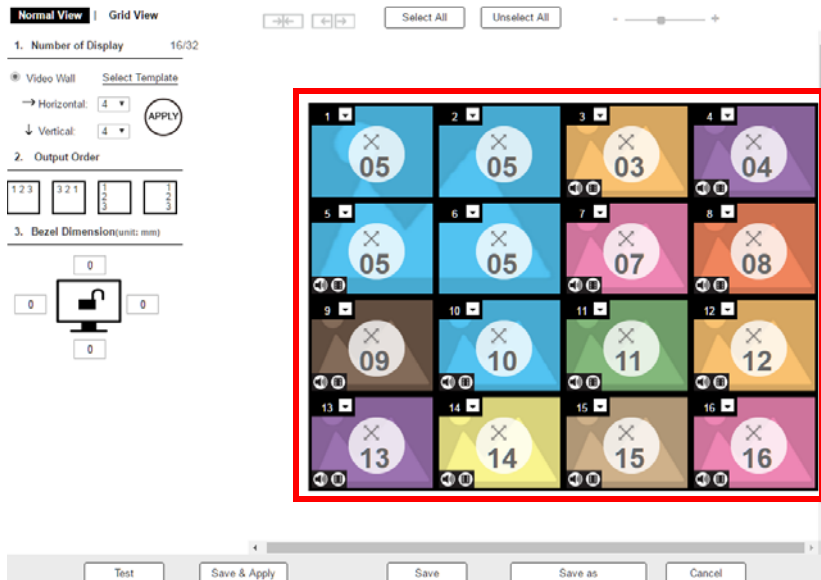 Normal View | Grid View
Select All Unselect All
- +
1. Number of Display 16/32
Video Wall Select Template
Horizontal: 4
Vertical: 4
APPLY
2. Output Order
1 2 3 3 2 1 1 2 3 1 2 3
3. Bezel Dimension(unit: mm)
0
0 0
0
1 2 3 4
05 05 03 04
5 6 7 8
05 05 07 08
9 10 11 12
09 10 11 12
13 14 15 16
13 14 15 16
Test Save & Apply Save Save as Cancel